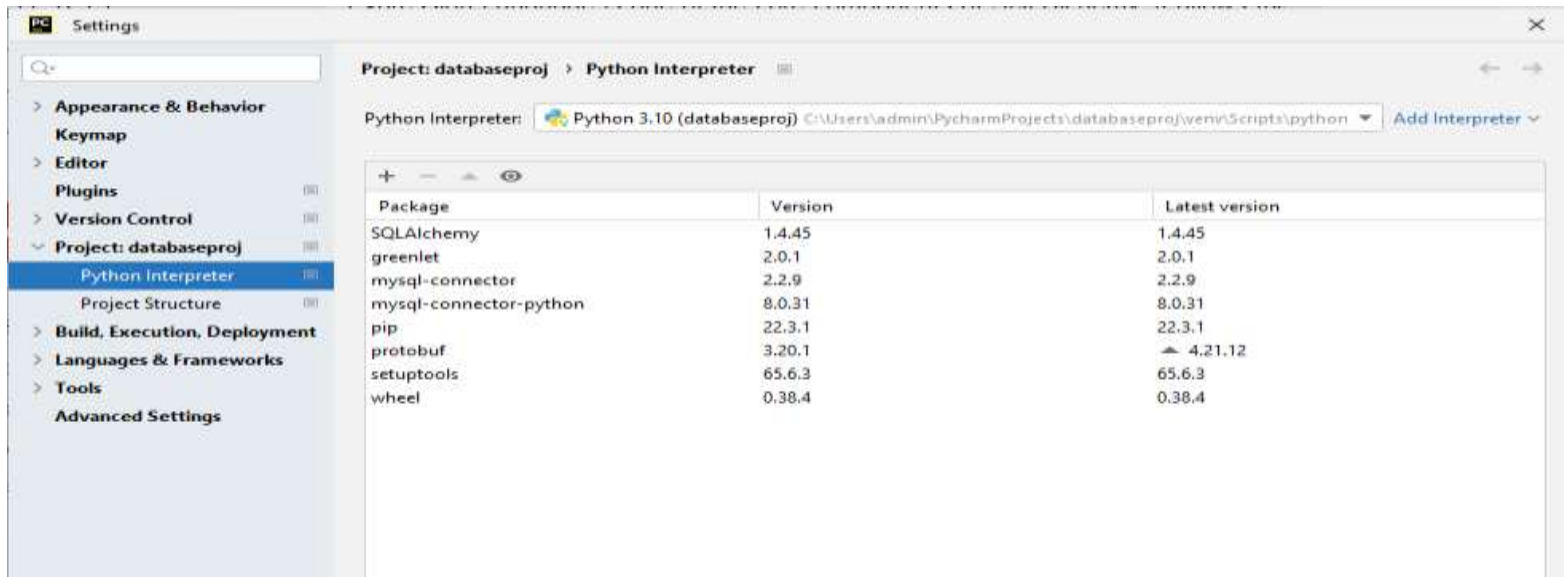 PC Settings
Project: databaseproj > Python Interpreter
Appearance & Behavior
Keymap
Editor
Plugins
Version Control
Project: databaseproj
Python Interpreter
Project Structure
Build, Execution, Deployment
Languages & Frameworks
Tools
Advanced Settings
Python Interpreter: Python 3.10 (databaseproj) C:\Users\admin\PycharmProjects\databaseproj\venv\Scripts\python Add Interpreter
Package Version Latest version
SQLAlchemy 1.4.45 1.4.45
greenlet 2.0.1 2.0.1
mysql-connector 2.2.9 2.2.9
mysql-connector-python 8.0.31 8.0.31
pip 22.3.1 22.3.1
protobuf 3.20.1 4.21.12
setuptools 65.6.3 65.6.3
wheel 0.38.4 0.38.4